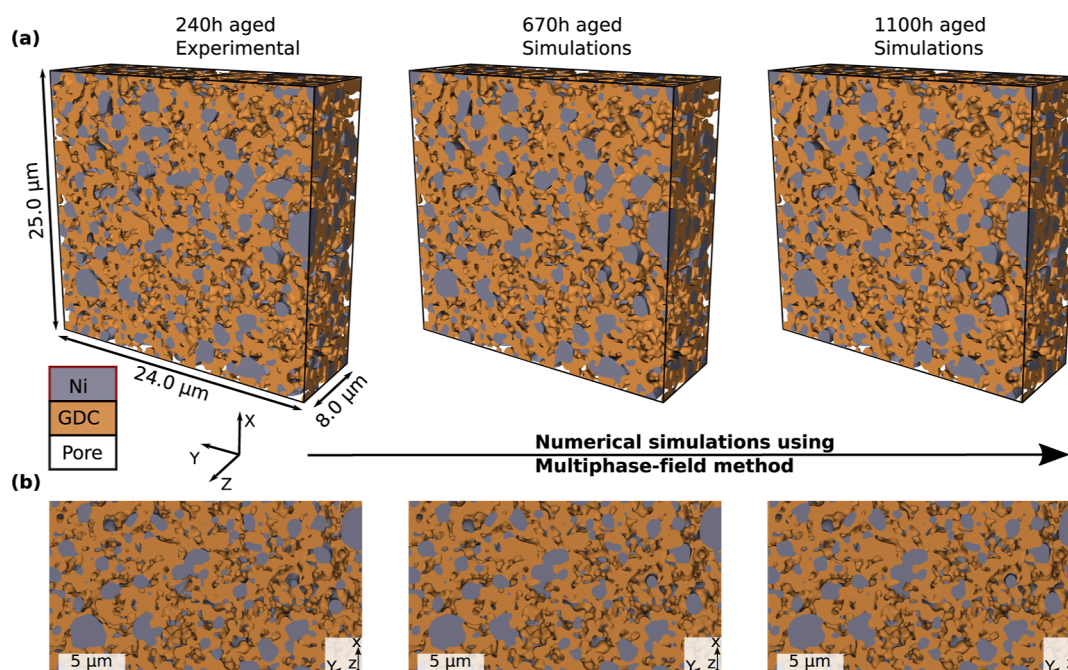 240h aged
Experimental
670h aged
Simulations
1100h aged
Simulations
(a)
25.0 μm
24.0 μm
8.0 μm
Ni
GDC
Pore
X
Y
Z
Numerical simulations using
Multiphase-field method
(b)
5 μm
X
Y Z
5 μm
X
Y Z
5 μm
X
Y Z